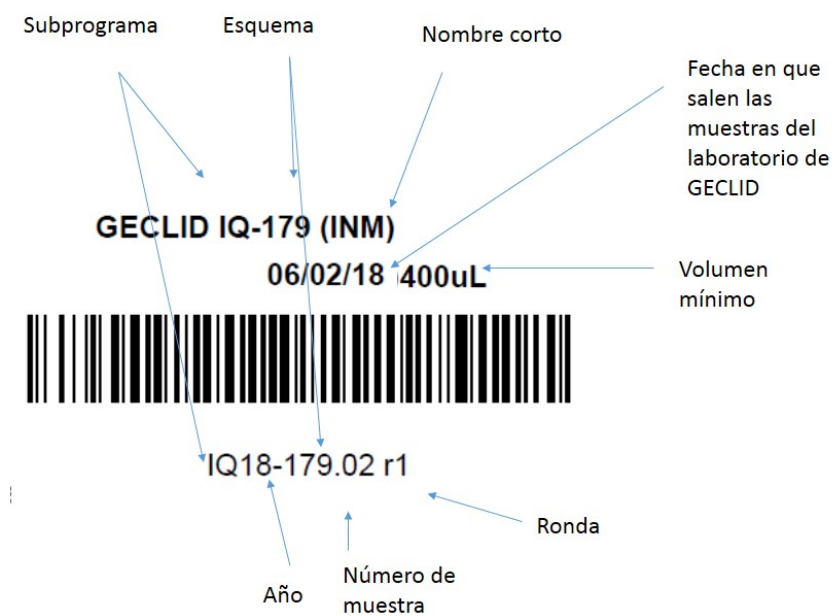 Subprograma
Esquema
Nombre corto
Fecha en que
salen las
muestras del
laboratorio de
GECLID
GECLID IQ-179 (INM)
06/02/18 400uL
Volumen
mínimo
IQ18-179.02 r1
Ronda
Año
Número de
muestra